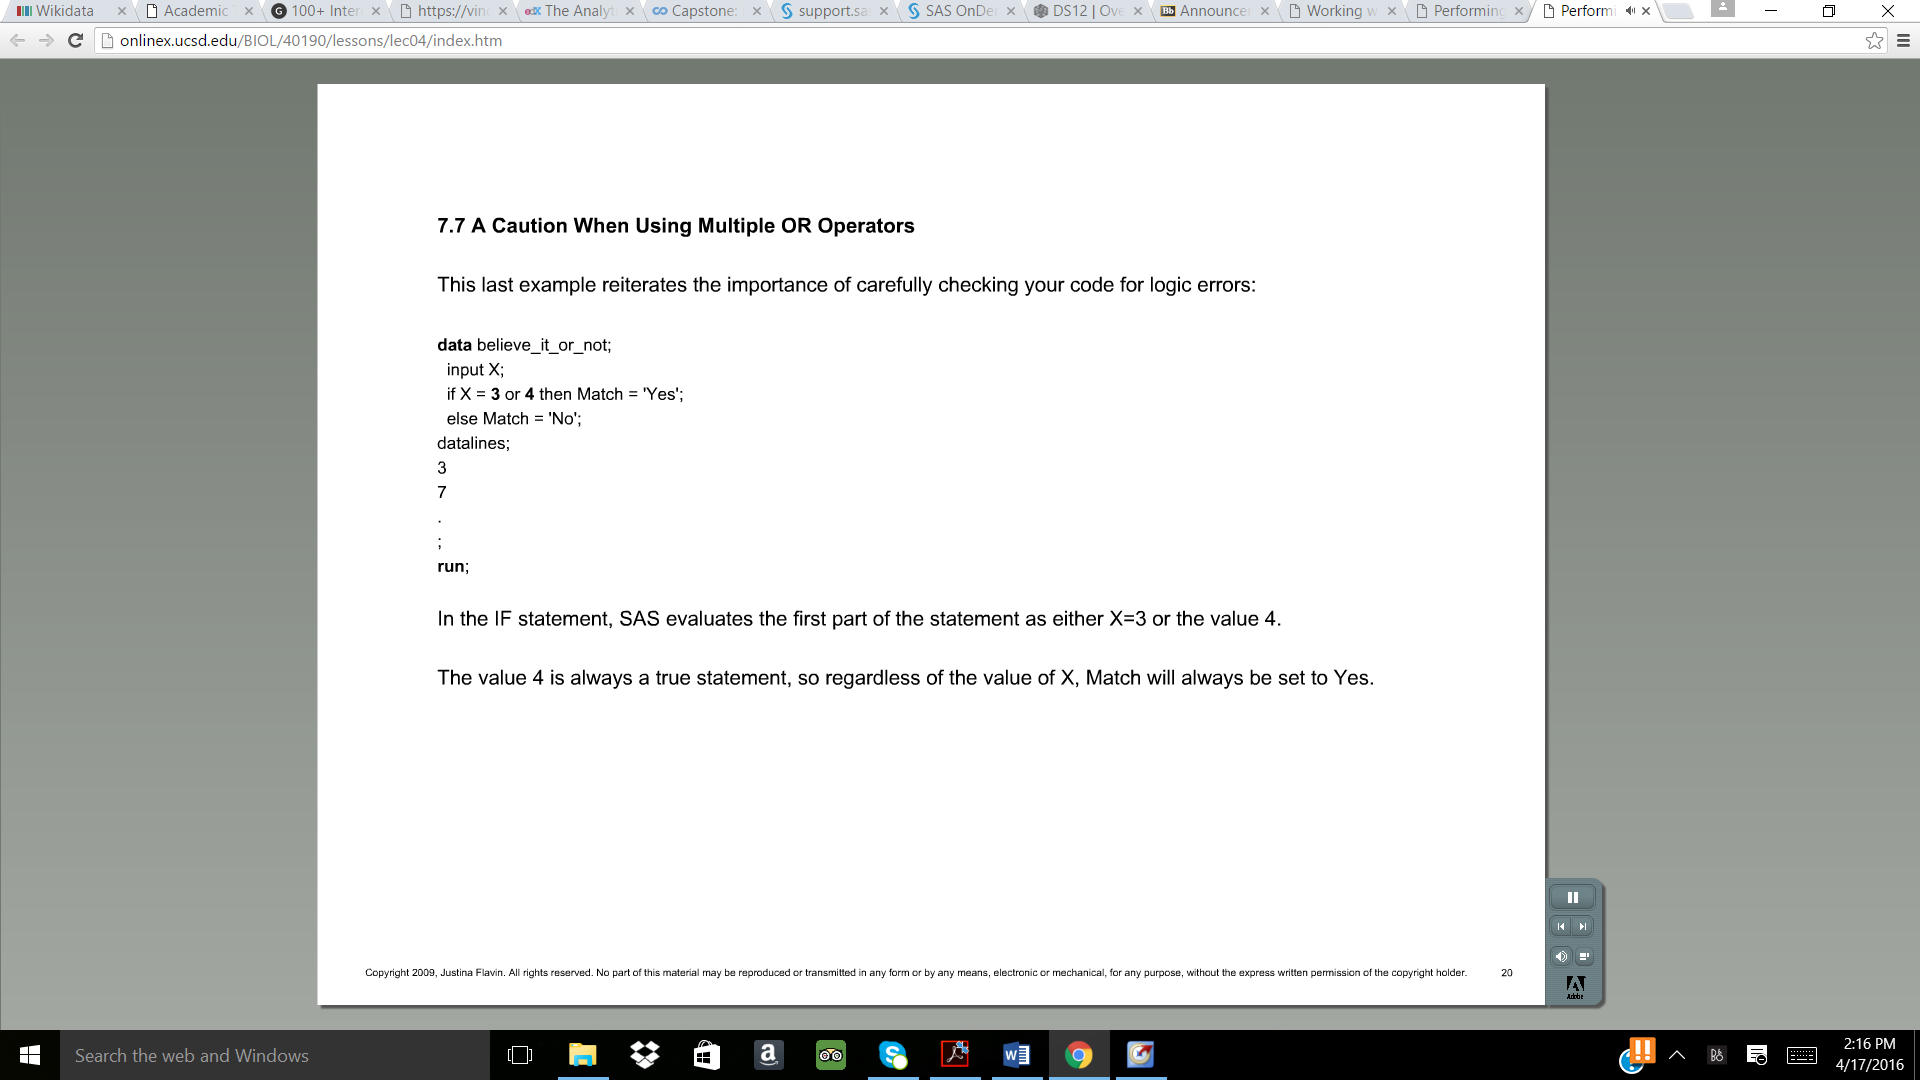 Wikidata
Academic
100+ Inter
https://vin
The Analyt
Capstone:
support.sa
SAS OnDe
DS12 | Ove
Announce
Working w
Performing
Perform
onlinex.ucsd.edu/BIOL/40190/lessons/lec04/index.htm
7.7 A Caution When Using Multiple OR Operators
This last example reiterates the importance of carefully checking your code for logic errors:
data believe_it_or_not;
input X;
if X = 3 or 4 then Match = 'Yes';
else Match = 'No';
datalines;
3
7
.
;
run;
In the IF statement, SAS evaluates the first part of the statement as either X=3 or the value 4.
The value 4 is always a true statement, so regardless of the value of X, Match will always be set to Yes.
Copyright 2009, Justina Flavin. All rights reserved. No part of this material may be reproduced or transmitted in any form or by any means, electronic or mechanical, for any purpose, without the express written permission of the copyright holder. 20
Adobe
Search the web and Windows
2:16 PM
4/17/2016